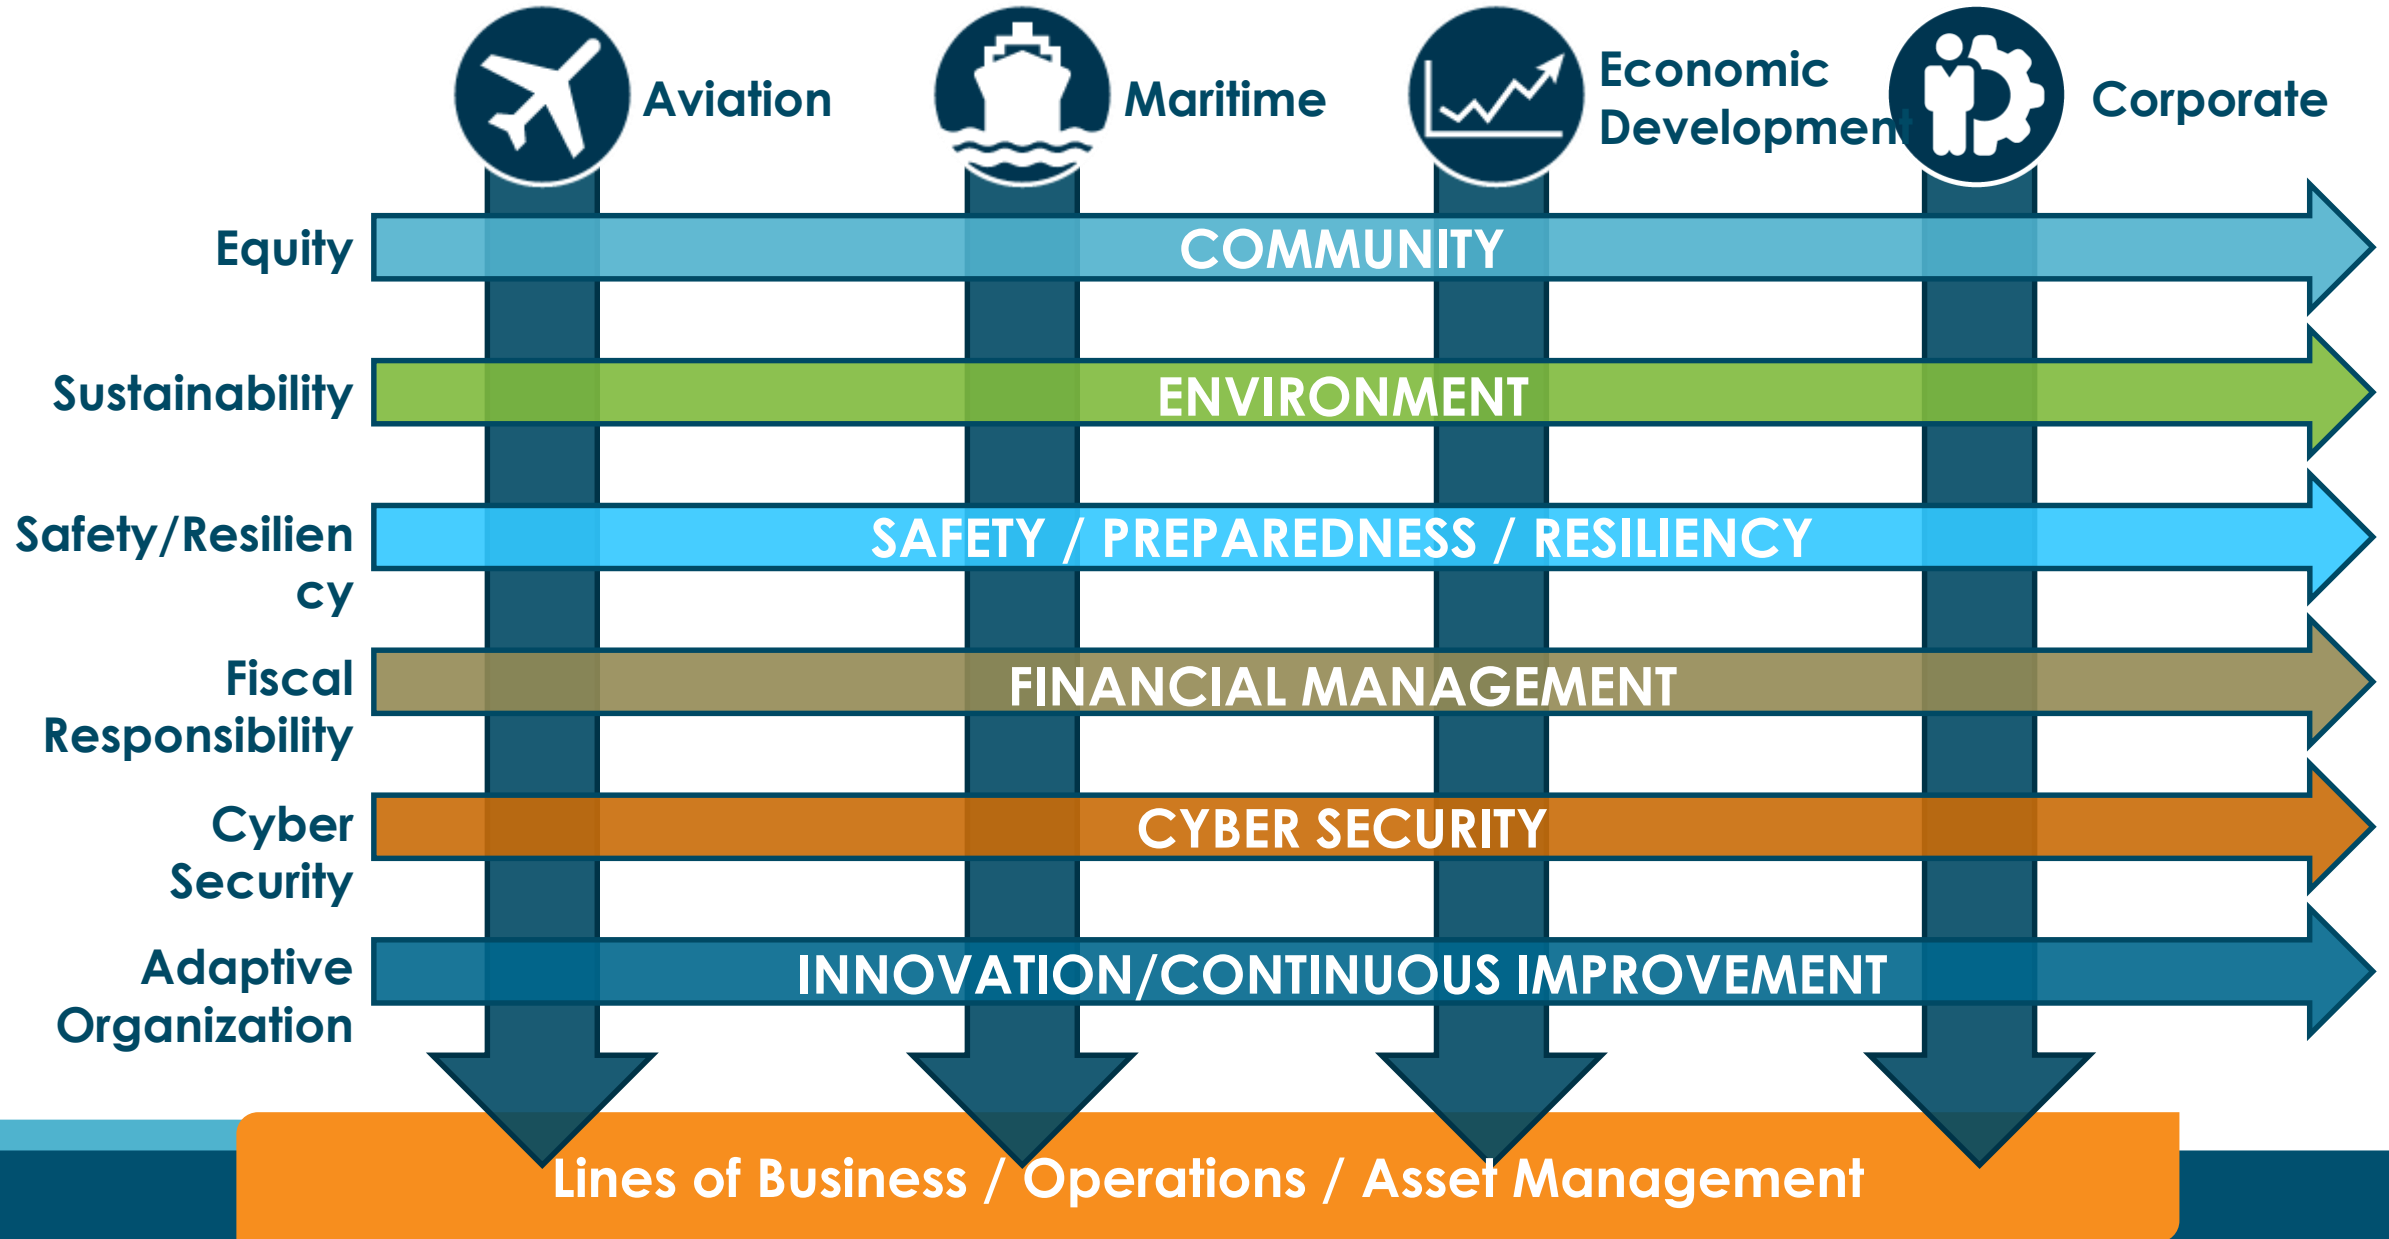 Aviation
Maritime
Economic
Development
Corporate
Equity
COMMUNITY
Sustainability
ENVIRONMENT
Safety/Resilien
cy
SAFETY / PREPAREDNESS / RESILIENCY
Fiscal
Responsibility
FINANCIAL MANAGEMENT
Cyber
Security
CYBER SECURITY
Adaptive
Organization
INNOVATION/CONTINUOUS IMPROVEMENT
Lines of Business / Operations / Asset Management